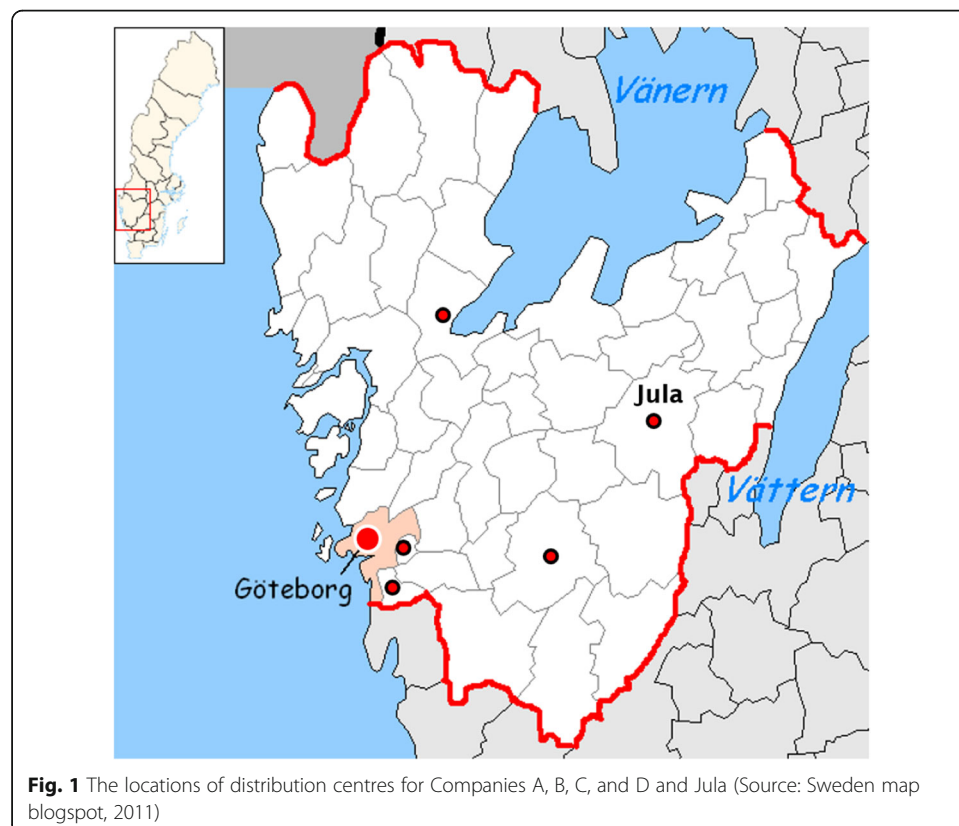 Vänern
Jula
Vättern
Göteborg
Fig. 1 The locations of distribution centres for Companies A, B, C, and D and Jula (Source: Sweden map
blogspot, 2011)